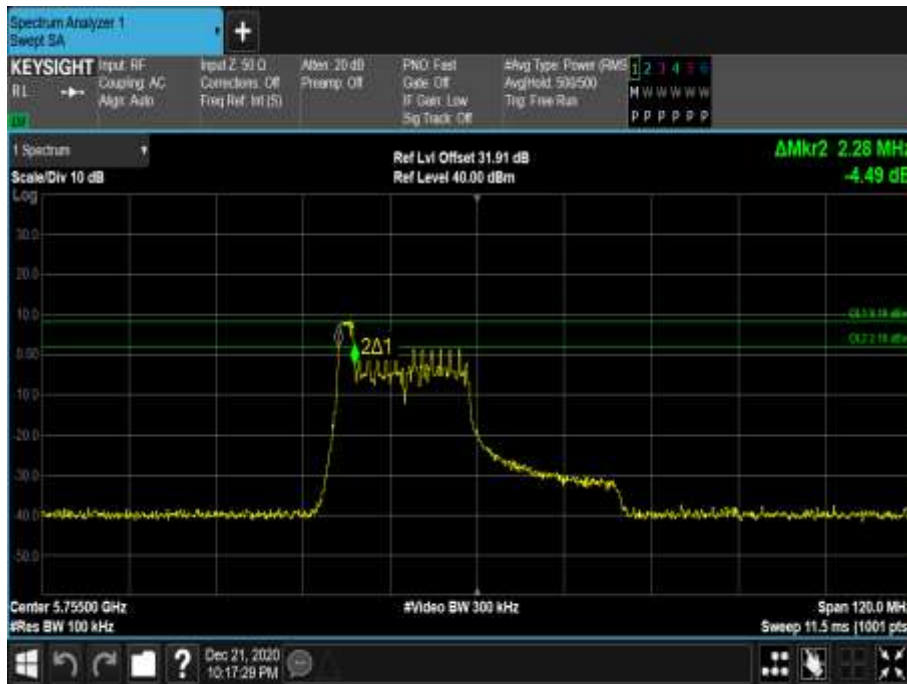 Spectrum Analyzer 1
Swept SA
+
KEYSIGHT
RL
Input: RF
Coupling: AC
Align: Auto
Input Z: 50 Ω
Corrections: Off
Freq Ref: Int (S)
Atten: 20 dB
Preamp: Off
PNO: Fast
Gate: Off
IF Gain: Low
Sig Track: Off
#Avg Type: Power (RMS
Avg|Hold: 500/500
Trig: Free Run
1 2 3 4 5 6
M W W W W W
P P P P P P
1 Spectrum
Scale/Div 10 dB
Log
Ref Lvl Offset 31.91 dB
Ref Level 40.00 dBm
ΔMkr2 2.28 MHz
-4.49 dB
30.0
20.0
10.0
0.00
-10.0
-20.0
-30.0
-40.0
-50.0
2Δ1
Center 5.75500 GHz
#Res BW 100 kHz
#Video BW 300 kHz
Span 120.0 MHz
Sweep 11.5 ms (1001 pts
?
Dec 21, 2020
10:17:29 PM